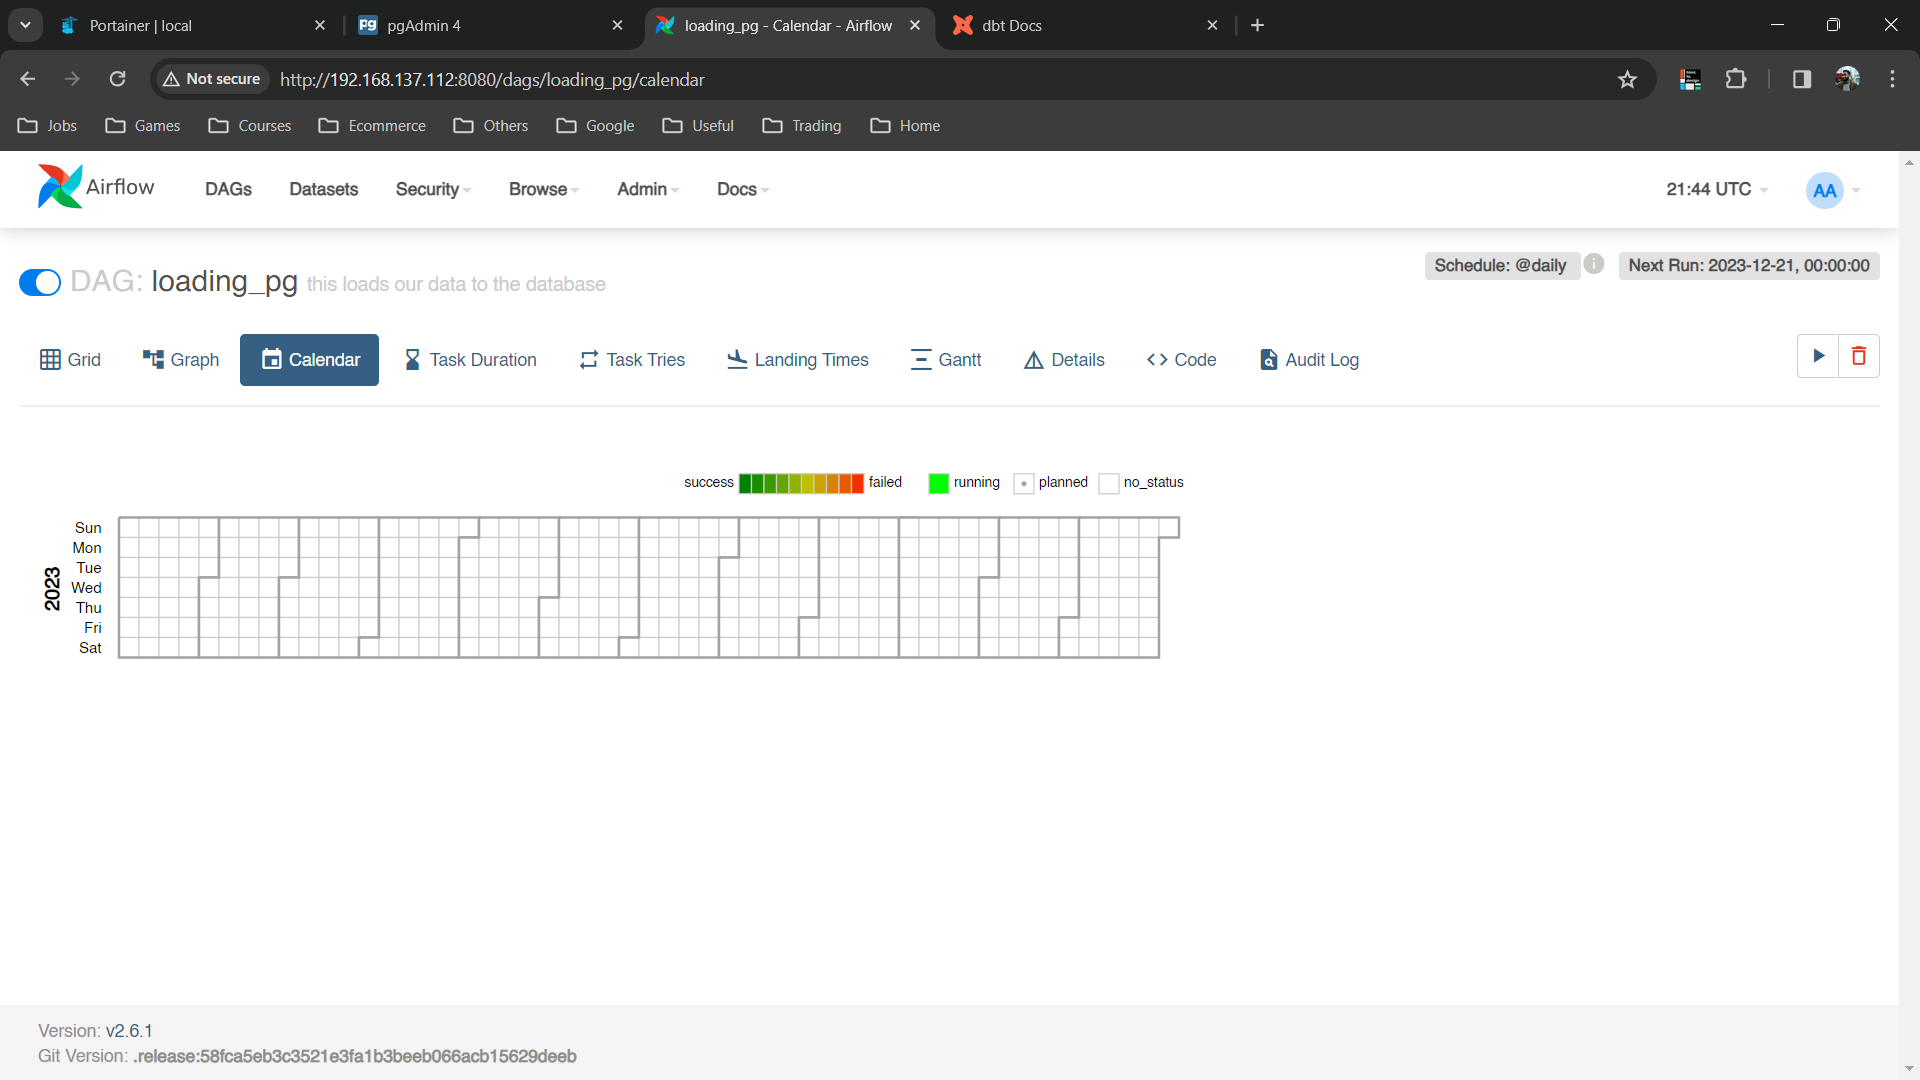 Portainer | local
pgAdmin 4
loading_pg - Calendar - Airflow
dbt Docs
Not secure
http://192.168.137.112:8080/dags/loading_pg/calendar
Jobs
Games
Courses
Ecommerce
Others
Google
Useful
Trading
Home
Airflow
DAGs
Datasets
Security
Browse
Admin
Docs
21:44 UTC
AA
DAG: loading_pg this loads our data to the database
Schedule: @daily
Next Run: 2023-12-21, 00:00:00
Grid
Graph
Calendar
Task Duration
Task Tries
Landing Times
Gantt
Details
Code
Audit Log
success
failed
running
planned
no_status
2023
Sun
Mon
Tue
Wed
Thu
Fri
Sat
Version: v2.6.1
Git Version: .release:58fca5eb3c3521e3fa1b3beeb066acb15629deeb